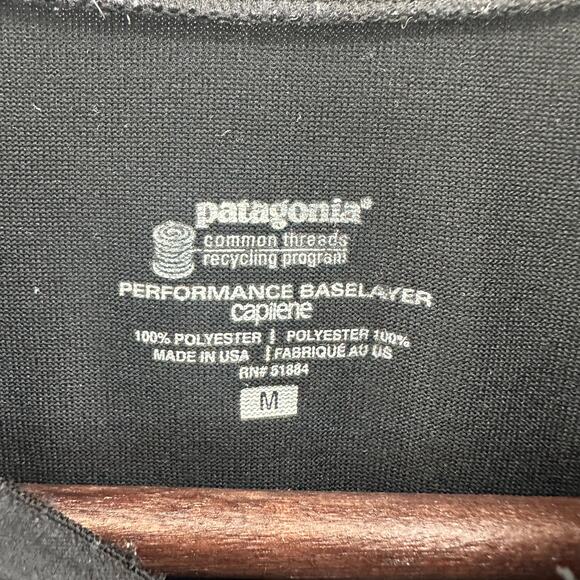 patagonia®
common threads
recycling program
PERFORMANCE BASELAYER
capilene
100% POLYESTER | POLYESTER 100%
MADE IN USA | FABRIQUÉ AU US
RN# 51884
M